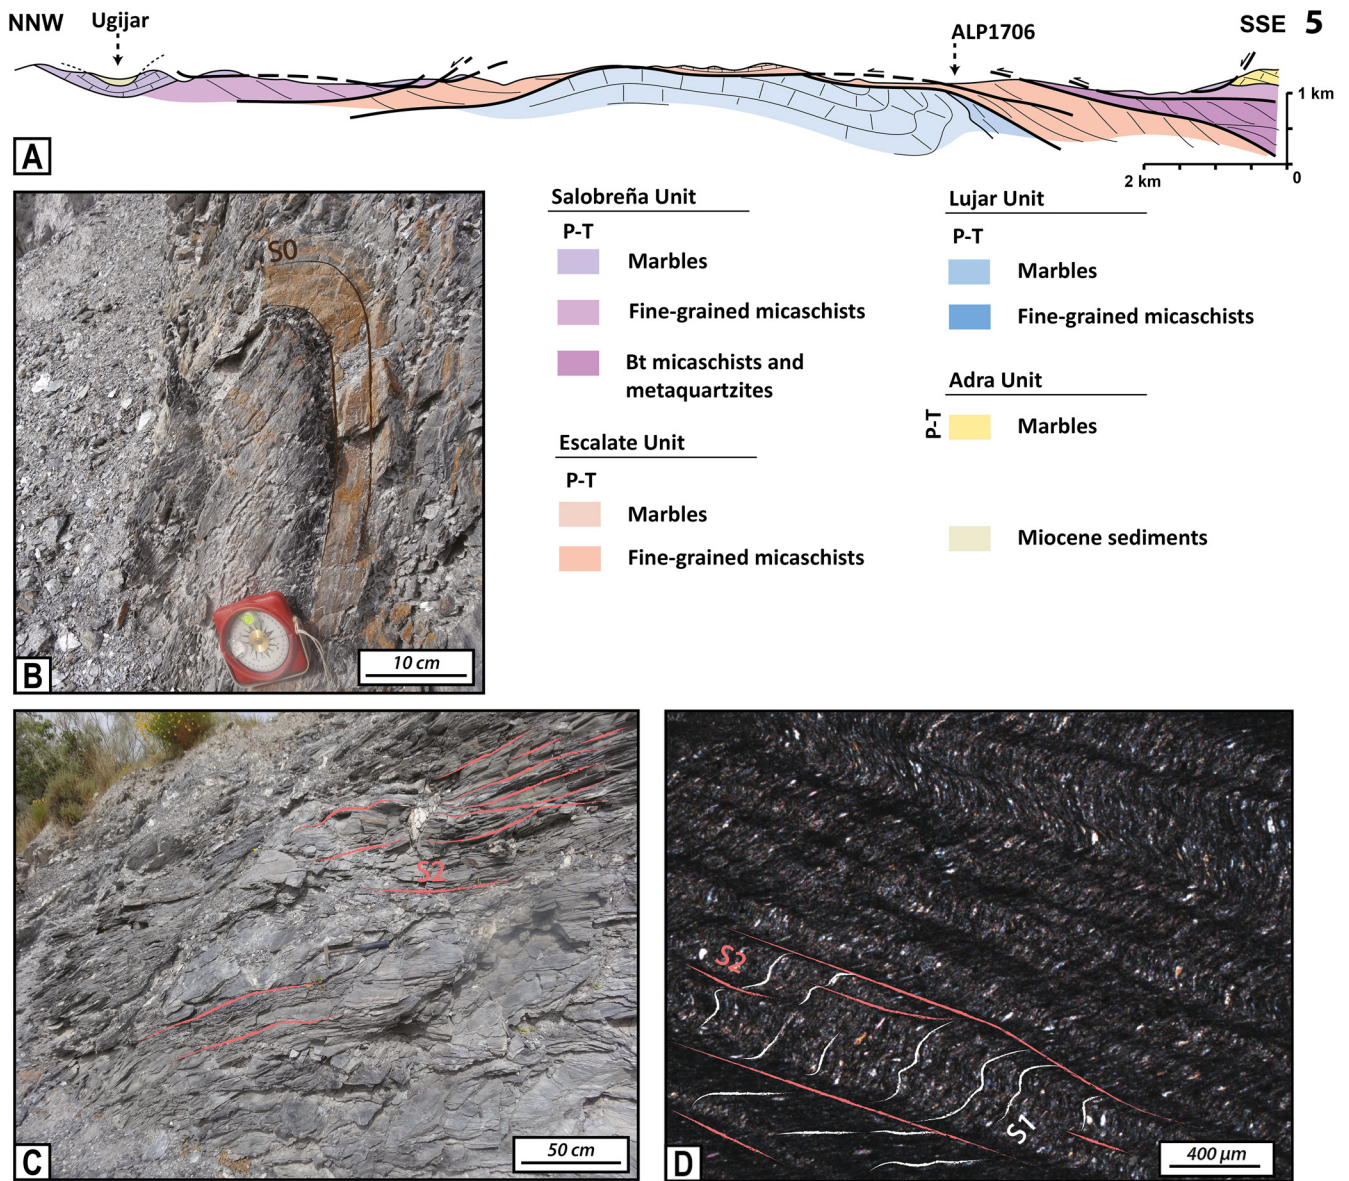 NNW
Ugijar
ALP1706
SSE 5
1 km
2 km
0
A
S0
10 cm
B
Salobreña Unit
P-T
Marbles
Fine-grained micaschists
Bt micaschists and
metaquartzites
Escalate Unit
P-T
Marbles
Fine-grained micaschists
Lujar Unit
P-T
Marbles
Fine-grained micaschists
Adra Unit
P-T
Marbles
Miocene sediments
S2
50 cm
C
S2
S1
400 µm
D